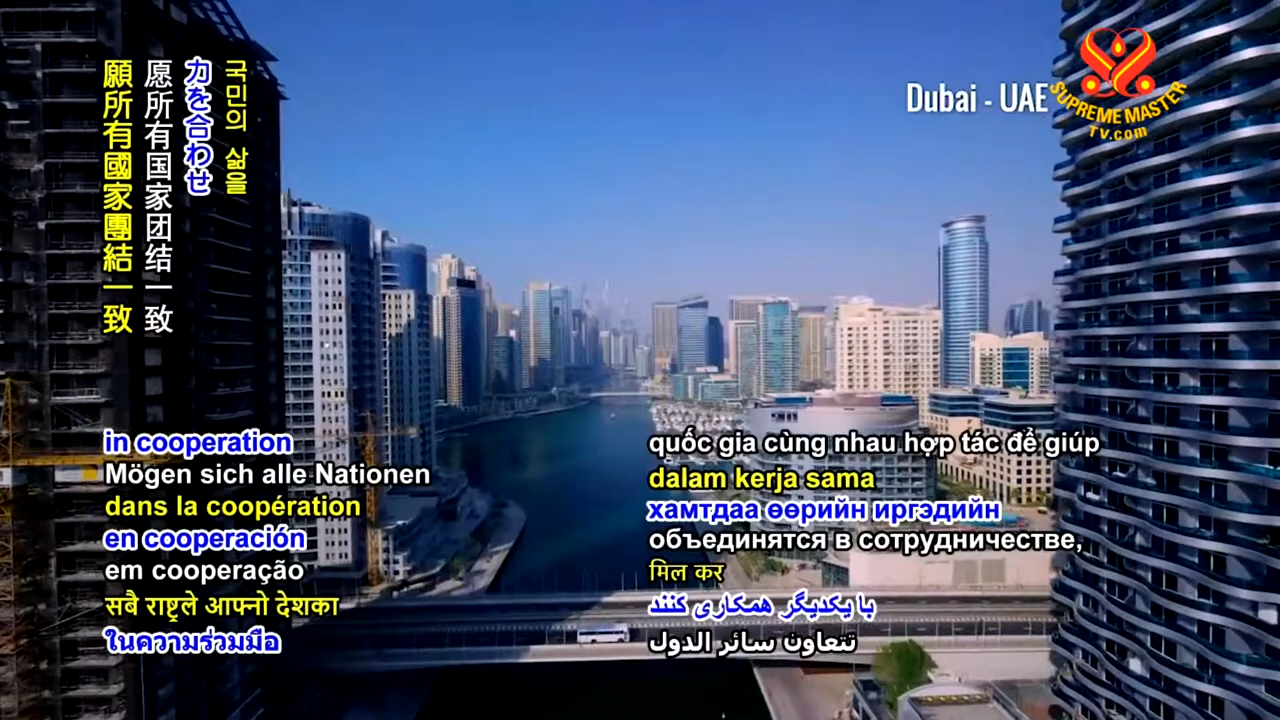 Dubai - UAE
SUPREME MASTER
TV.com
국민의 삶을
力を合わせ
愿所有国家团结一致
願所有國家團結一致
in cooperation
Mögen sich alle Nationen
dans la coopération
en cooperación
em cooperação
सबै राष्ट्रले आफ्नो देशका
ในความร่วมมือ
quốc gia cùng nhau hợp tác để giúp
dalam kerja sama
хамтдаа өөрийн иргэдийн
объединятся в сотрудничестве,
मिल कर
با یکدیگر همکاری کنند
تتعاون سائر الدول